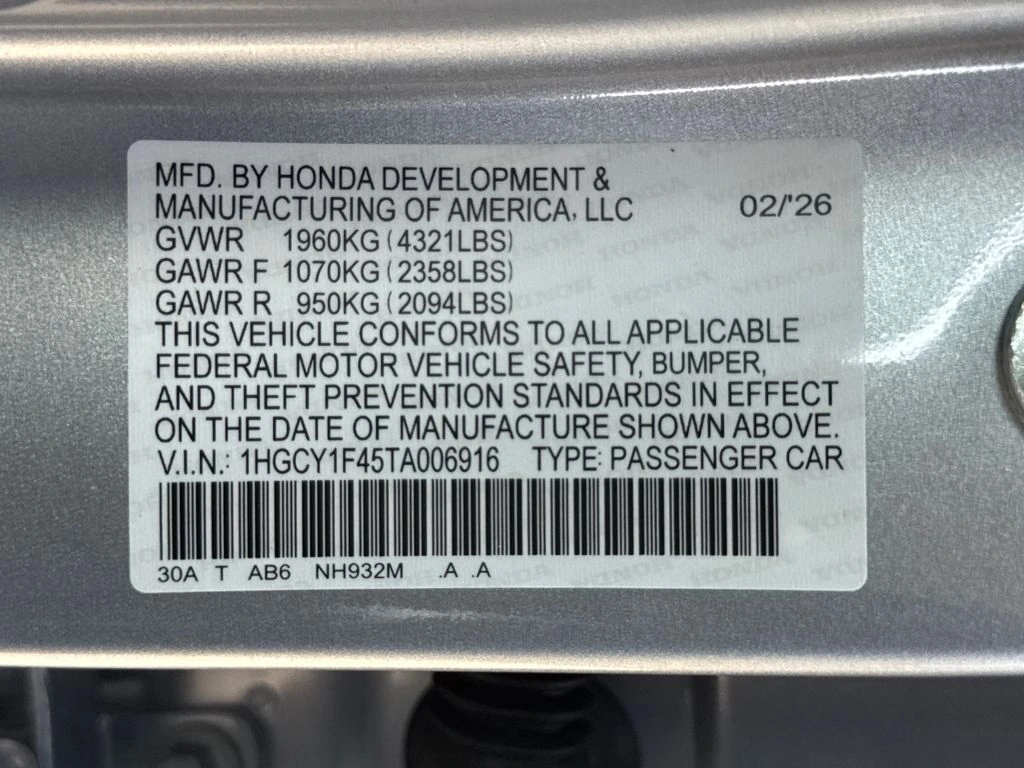 MFD. BY HONDA DEVELOPMENT &
MANUFACTURING OF AMERICA, LLC 02/'26
GVWR 1960KG (4321LBS)
GAWR F 1070KG (2358LBS)
GAWR R 950KG (2094LBS)
THIS VEHICLE CONFORMS TO ALL APPLICABLE
FEDERAL MOTOR VEHICLE SAFETY, BUMPER,
AND THEFT PREVENTION STANDARDS IN EFFECT
ON THE DATE OF MANUFACTURE SHOWN ABOVE.
V.I.N.: 1HGCY1F45TA006916 TYPE: PASSENGER CAR
30A T AB6 NH932M .A .A